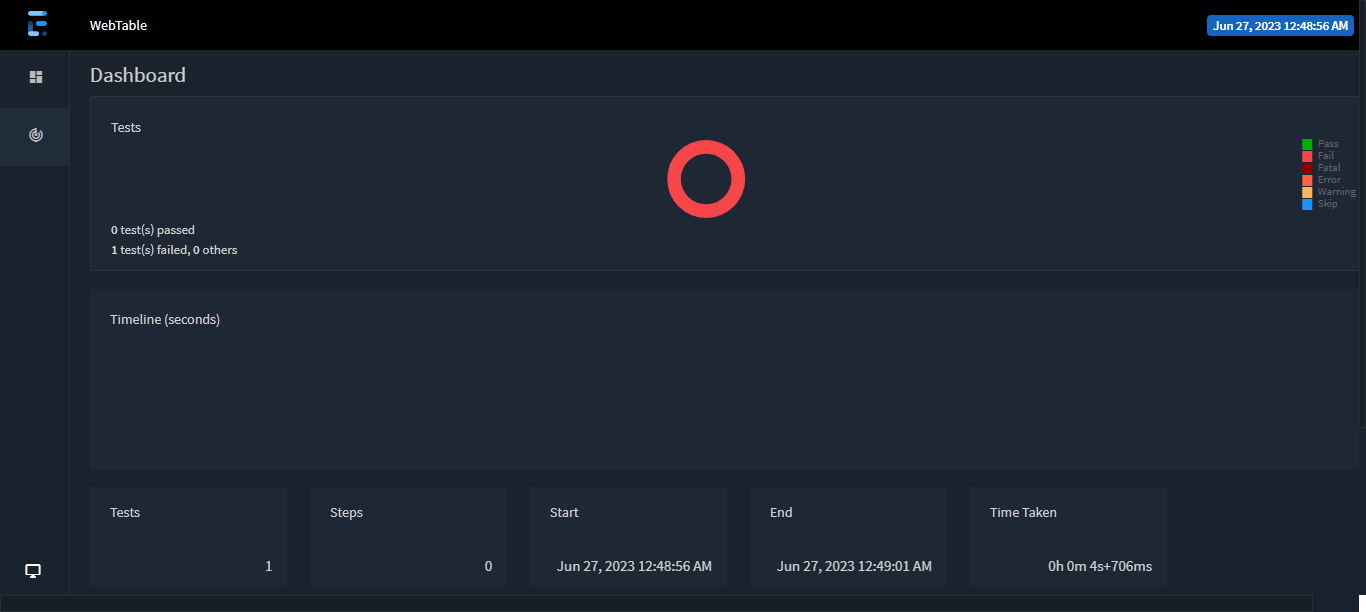 WebTable
Jun 27, 2023 12:48:56 AM
Dashboard
Tests
Pass
Fail
Fatal
Error
Warning
Skip
0 test(s) passed
1 test(s) failed, 0 others
Timeline (seconds)
Tests
1
Steps
0
Start
Jun 27, 2023 12:48:56 AM
End
Jun 27, 2023 12:49:01 AM
Time Taken
0h 0m 4s+706ms